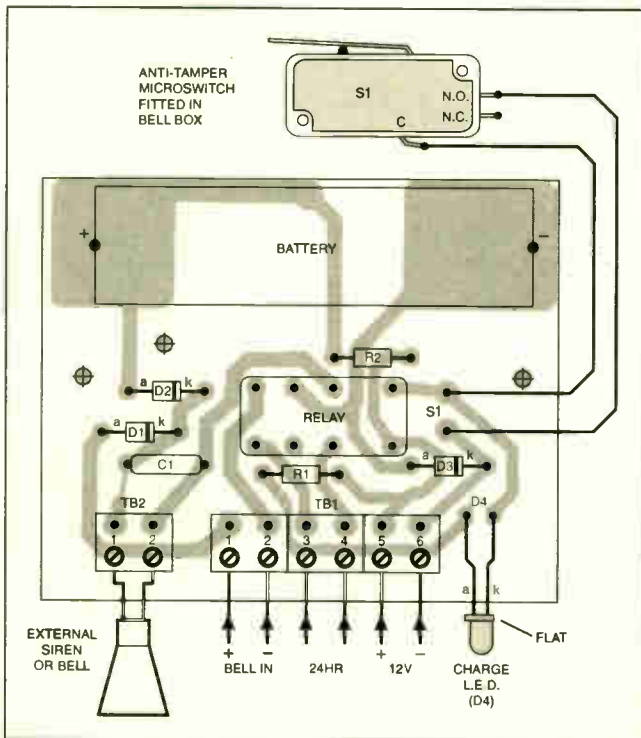 ANTI-TAMPER
MICROSWITCH
FITTED IN
BELL BOX
S1
N.O.
N.C.
C
+
BATTERY
-
R2
a D2 k
RELAY
S1
a D1 k
C1
R1
a D3 k
TB2
TB1
D4
1 2
1 2 3 4 5 6
a k
+ - + -
FLAT
EXTERNAL
SIREN
OR BELL
BELL IN 24HR 12V
CHARGE
L.E.D.
(D4)